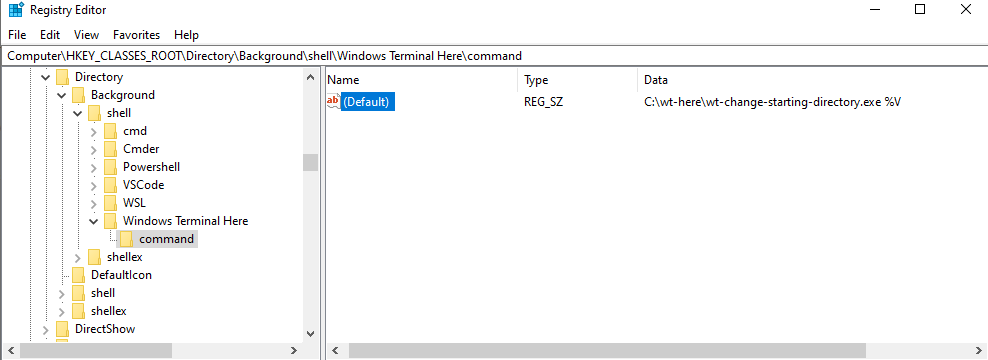 Registry Editor
File Edit View Favorites Help
Computer\HKEY_CLASSES_ROOT\Directory\Background\shell\Windows Terminal Here\command
Directory
Background
shell
cmd
Cmder
Powershell
VSCode
WSL
Windows Terminal Here
command
shellex
DefaultIcon
shell
shellex
DirectShow
Name Type Data
ab (Default) REG_SZ C:\wt-here\wt-change-starting-directory.exe %V